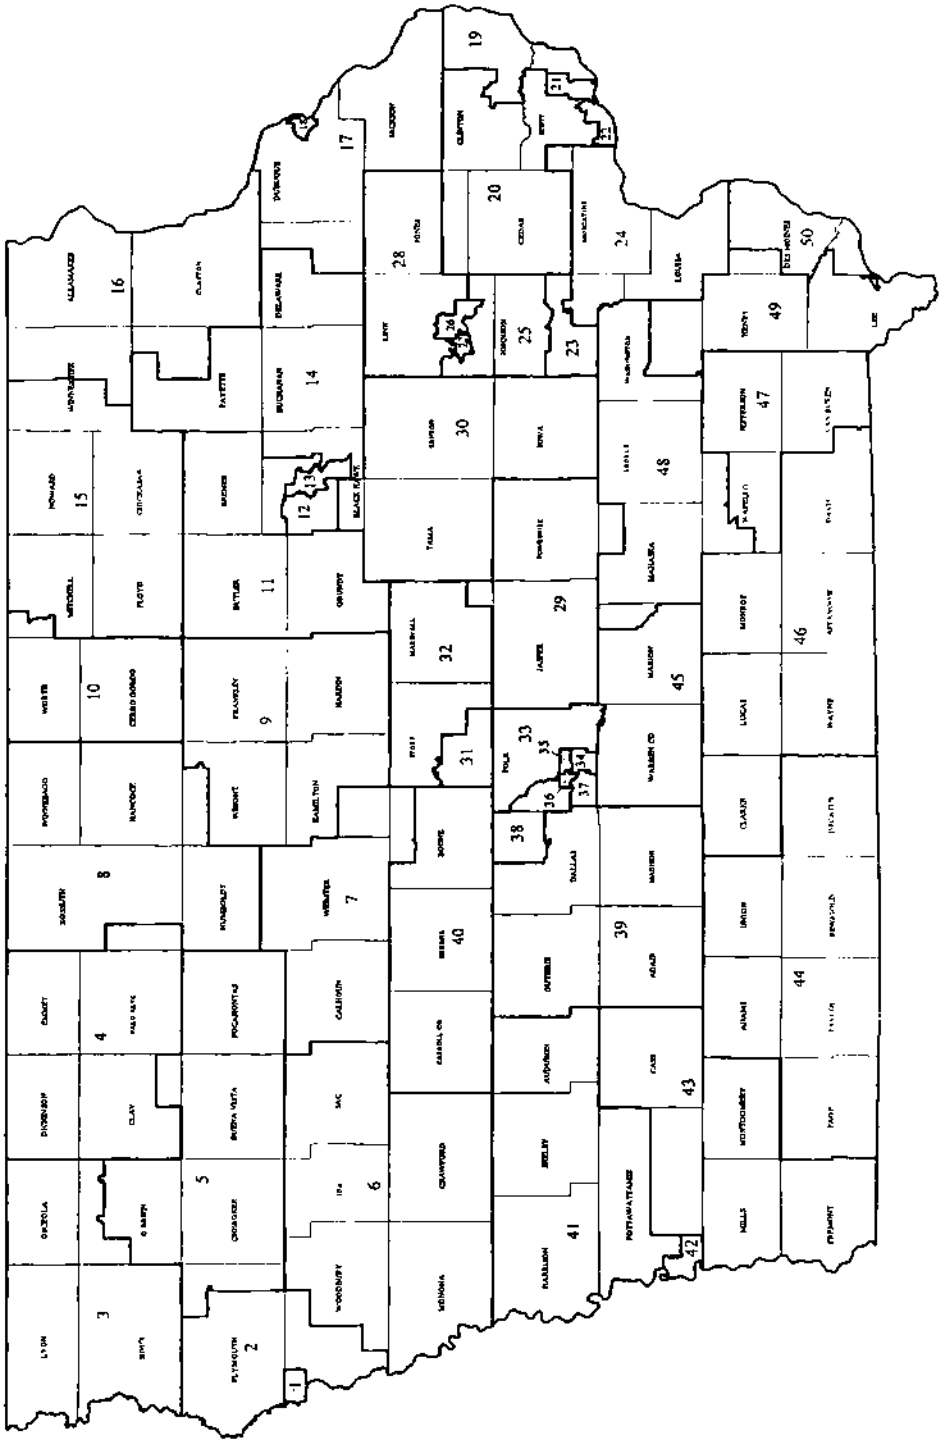 LYON
OSCEOLA
DICKINSON
EMMET
KOSSUTH
WINNEBAGO
WORTH
MITCHELL
HOWARD
WINNESHIEK
ALLAMAKEE
3
4
8
10
15
16
SIOUX
O BRIEN
CLAY
PALO ALTO
HANCOCK
CERRO GORDO
FLOYD
CHICKASAW
PLYMOUTH
2
CHEROKEE
5
BUENA VISTA
POCAHONTAS
HUMBOLDT
WRIGHT
FRANKLIN
9
BUTLER
11
BREMER
FAYETTE
CLAYTON
1
WOODBURY
IDA
6
SAC
CALHOUN
WEBSTER
7
HAMILTON
HARDIN
GRUNDY
12
13
BLACK HAWK
BUCHANAN
14
DELAWARE
DUBUQUE
17
18
MONONA
CRAWFORD
CARROLL CO
GREENE
40
BOONE
STORY
31
MARSHALL
32
TAMA
BENTON
30
LINN
26
27
JONES
28
JACKSON
HARRISON
41
SHELBY
AUDUBON
GUTHRIE
DALLAS
38
POLK
33
36
35
34
37
JASPER
29
POWESHIEK
IOWA
JOHNSON
25
23
CEDAR
20
CLINTON
19
SCOTT
21
22
MUSCATINE
24
POTTAWATTAMIE
42
CASS
43
ADAIR
39
MADISON
WARREN CO
MARION
45
MAHASKA
KEOKUK
48
WASHINGTON
LOUISA
MILLS
MONTGOMERY
ADAMS
UNION
CLARKE
LUCAS
MONROE
WAPELLO
JEFFERSON
47
HENRY
49
DES MOINES
50
FREMONT
PAGE
TAYLOR
44
RINGGOLD
DECATUR
WAYNE
APPANOOSE
46
DAVIS
VAN BUREN
LEE